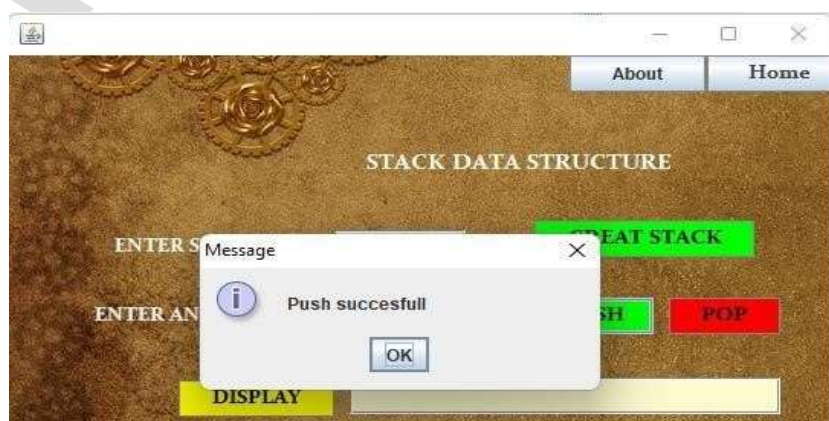 About Home
STACK DATA STRUCTURE
ENTER S
EAT STACK
Message
ENTER AN
Push succesfull
SH POP
OK
DISPLAY